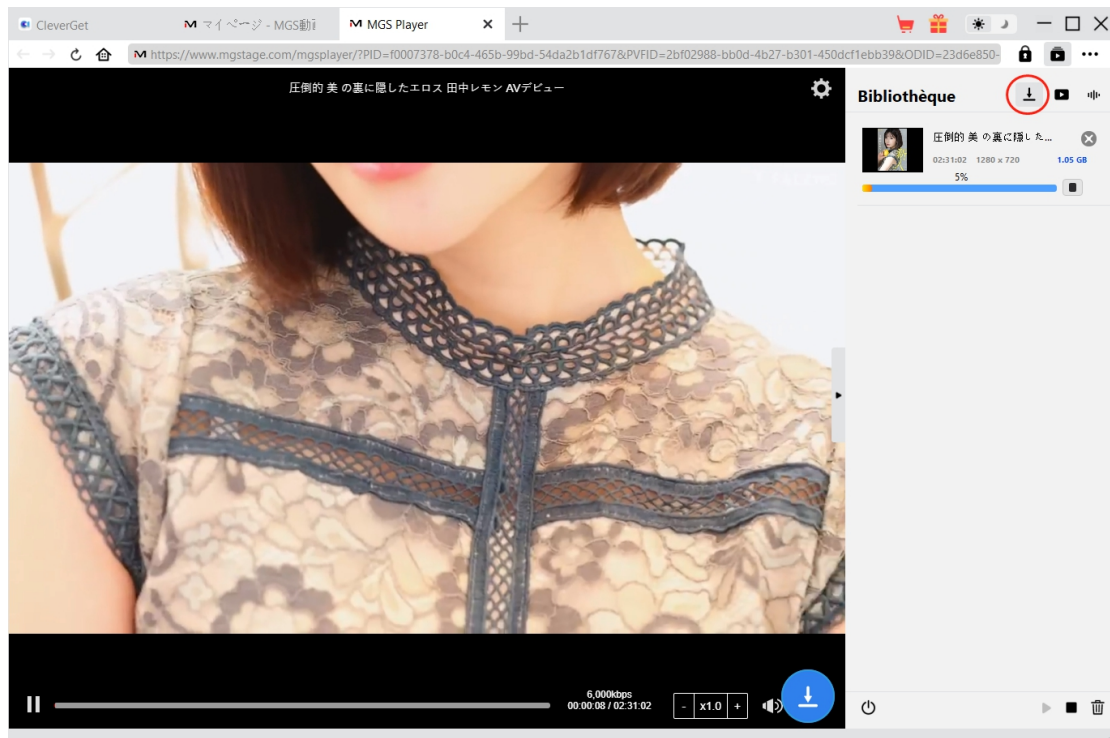 CleverGet
マイページ - MGS動画
MGS Player
https://www.mgstage.com/mgsplayer/?PID=f0007378-b0c4-465b-99bd-54da2b1df767&PVFID=2bf02988-bb0d-4b27-b301-450dcf1ebb39&ODID=23d6e850-
圧倒的 美 の裏に隠したエロス 田中レモン AVデビュー
Bibliothèque
圧倒的 美 の裏に隠した...
02:31:02 1280 x 720 1.05 GB
5%
6,000kbps
00:00:08 / 02:31:02
- x1.0 +